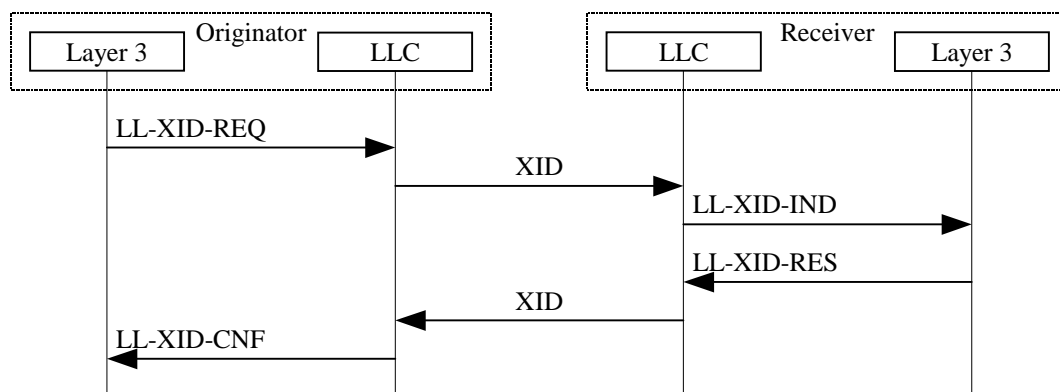 Originator
Receiver
Layer 3
LLC
LLC
Layer 3
LL-XID-REQ
XID
LL-XID-IND
LL-XID-RES
XID
LL-XID-CNF